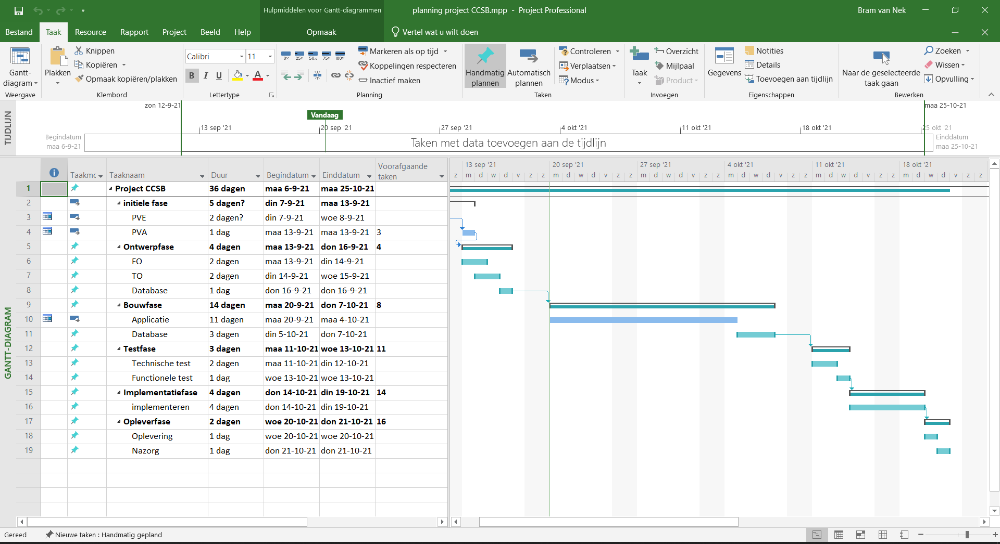 Hulpmiddelen voor Gantt-diagrammen
planning project CCSB.mpp - Project Professional
Bram van Nek
Bestand Taak Resource Rapport Project Beeld Help Opmaak Vertel wat u wilt doen
Gantt-diagram
Weergave
Plakken
Knippen
Kopiëren
Opmaak kopiëren/plakken
Klembord
Calibri 11
B I U A
Lettertype
0% 25% 50% 75% 100%
Markeren als op tijd
Koppelingen respecteren
Inactief maken
Planning
Handmatig plannen
Automatisch plannen
Controleren
Verplaatsen
Modus
Taken
Taak
Overzicht
Mijlpaal
Product
Invoegen
Gegevens
Notities
Details
Toevoegen aan tijdlijn
Eigenschappen
Naar de geselecteerde taak gaan
Zoeken
Wissen
Opvulling
Bewerken
TIJDLIJN
zon 12-9-21
maa 25-10-21
Vandaag
13 sep '21 20 sep '21 27 sep '21 4 okt '21 11 okt '21 18 okt '21 25 okt '21
Begindatum
maa 6-9-21
Taken met data toevoegen aan de tijdlijn
Einddatum
maa 25-10-21
GANTT-DIAGRAM
Taakmo Taaknaam Duur Begindatum Einddatum Voorafgaande taken
13 sep '21 20 sep '21 27 sep '21 4 okt '21 11 okt '21 18 okt '21
z m d w d v z z m d w d v z z m d w d v z z m d w d v z z m d w d v z z m d w d v z z
1 Project CCSB 36 dagen maa 6-9-21 maa 25-10-21
2 initiele fase 5 dagen? din 7-9-21 maa 13-9-21
3 PVE 2 dagen? din 7-9-21 woe 8-9-21
4 PVA 1 dag maa 13-9-21 maa 13-9-21 3
5 Ontwerpfase 4 dagen maa 13-9-21 don 16-9-21 4
6 FO 2 dagen maa 13-9-21 din 14-9-21
7 TO 2 dagen din 14-9-21 woe 15-9-21
8 Database 1 dag don 16-9-21 don 16-9-21
9 Bouwfase 14 dagen maa 20-9-21 don 7-10-21 8
10 Applicatie 11 dagen maa 20-9-21 maa 4-10-21
11 Database 3 dagen din 5-10-21 don 7-10-21
12 Testfase 3 dagen maa 11-10-21 woe 13-10-21 11
13 Technische test 2 dagen maa 11-10-21 din 12-10-21
14 Functionele test 1 dag woe 13-10-21 woe 13-10-21
15 Implementatiefase 4 dagen don 14-10-21 din 19-10-21 14
16 implementeren 4 dagen don 14-10-21 din 19-10-21
17 Opleverfase 2 dagen woe 20-10-21 don 21-10-21 16
18 Oplevering 1 dag woe 20-10-21 woe 20-10-21
19 Nazorg 1 dag don 21-10-21 don 21-10-21
Gereed Nieuwe taken : Handmatig gepland